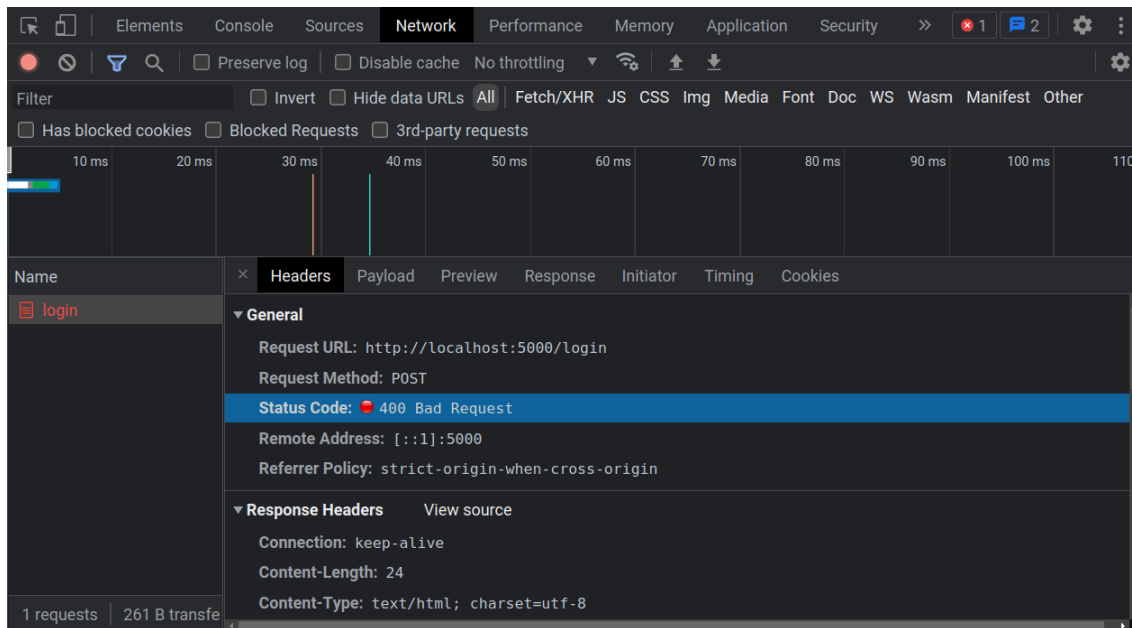 Elements Console Sources Network Performance Memory Application Security » 1 2
Preserve log Disable cache No throttling
Filter Invert Hide data URLs All Fetch/XHR JS CSS Img Media Font Doc WS Wasm Manifest Other
Has blocked cookies Blocked Requests 3rd-party requests
10 ms 20 ms 30 ms 40 ms 50 ms 60 ms 70 ms 80 ms 90 ms 100 ms 110
Name × Headers Payload Preview Response Initiator Timing Cookies
login
General
Request URL: http://localhost:5000/login
Request Method: POST
Status Code: 400 Bad Request
Remote Address: [::1]:5000
Referrer Policy: strict-origin-when-cross-origin
Response Headers View source
Connection: keep-alive
Content-Length: 24
Content-Type: text/html; charset=utf-8
1 requests 261 B transfe